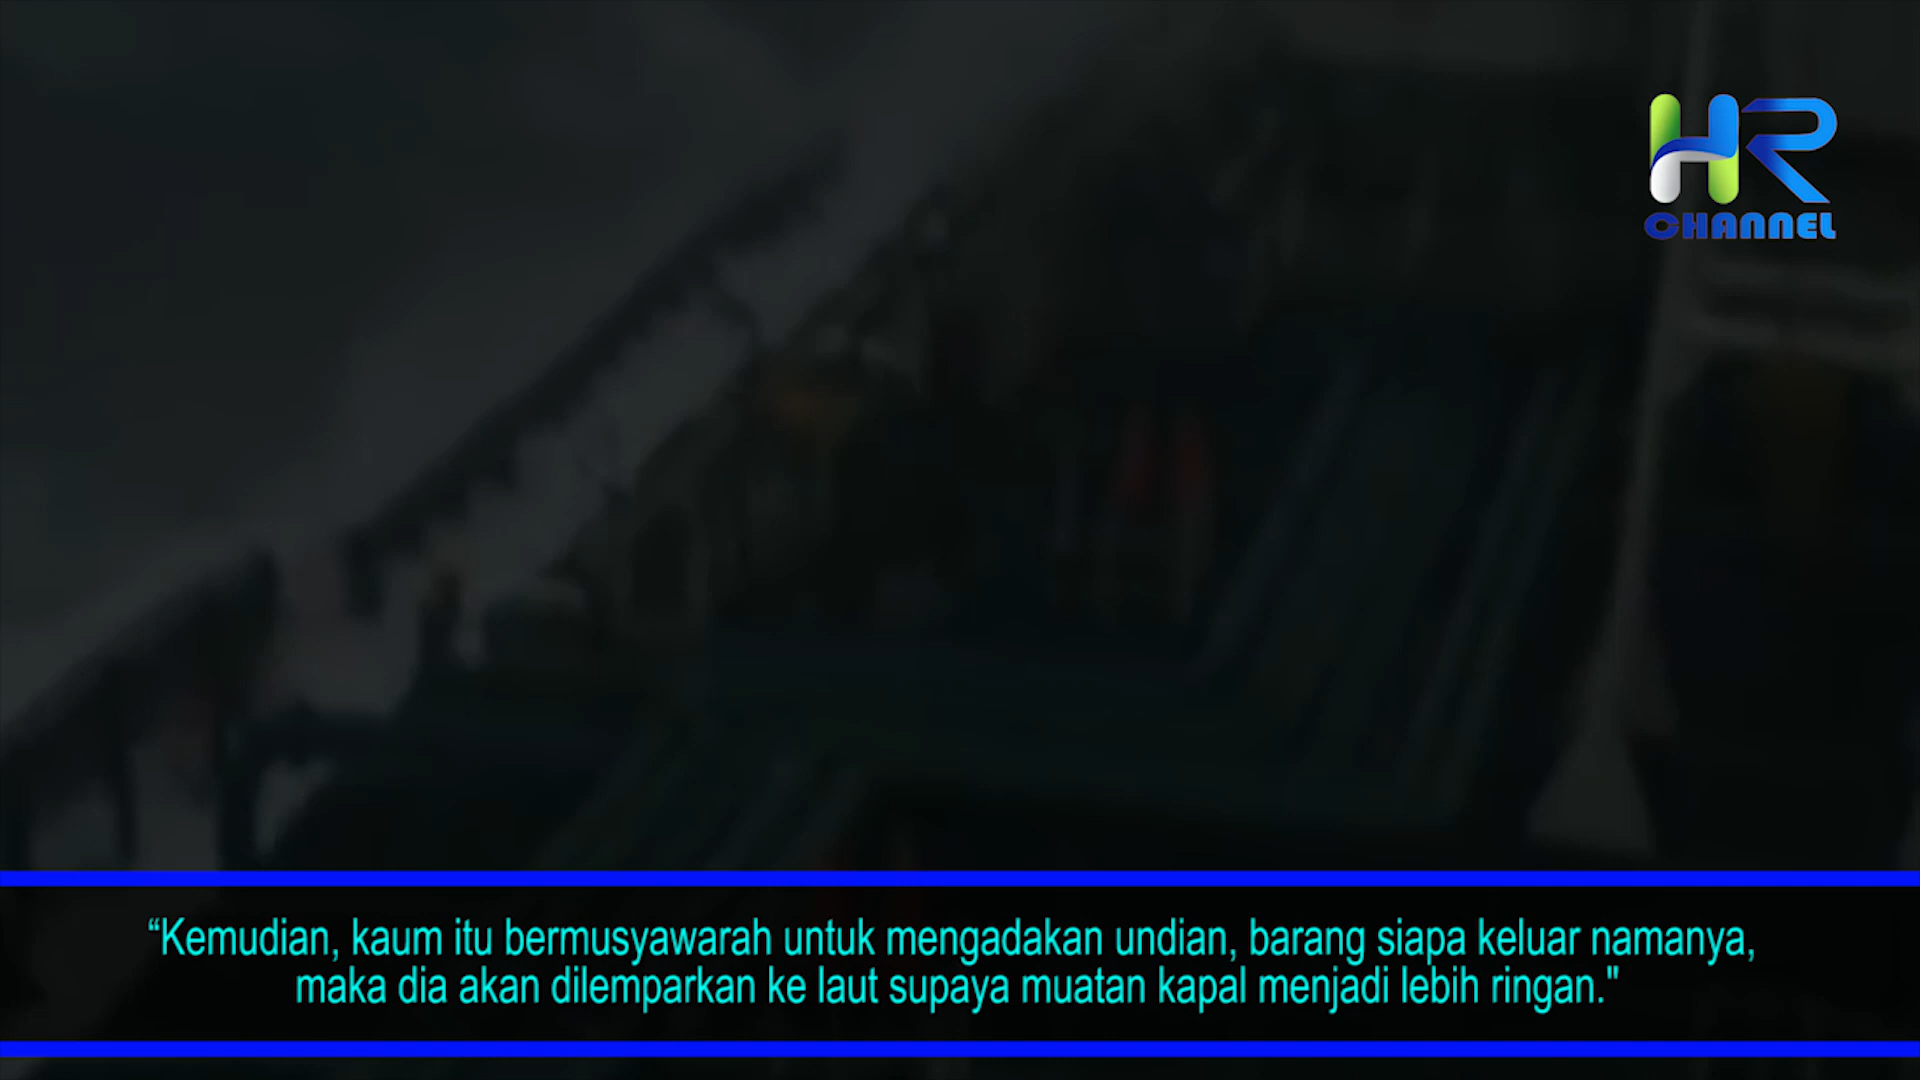 HR
CHANNEL
“Kemudian, kaum itu bermusyawarah untuk mengadakan undian, barang siapa keluar namanya,
maka dia akan dilemparkan ke laut supaya muatan kapal menjadi lebih ringan."